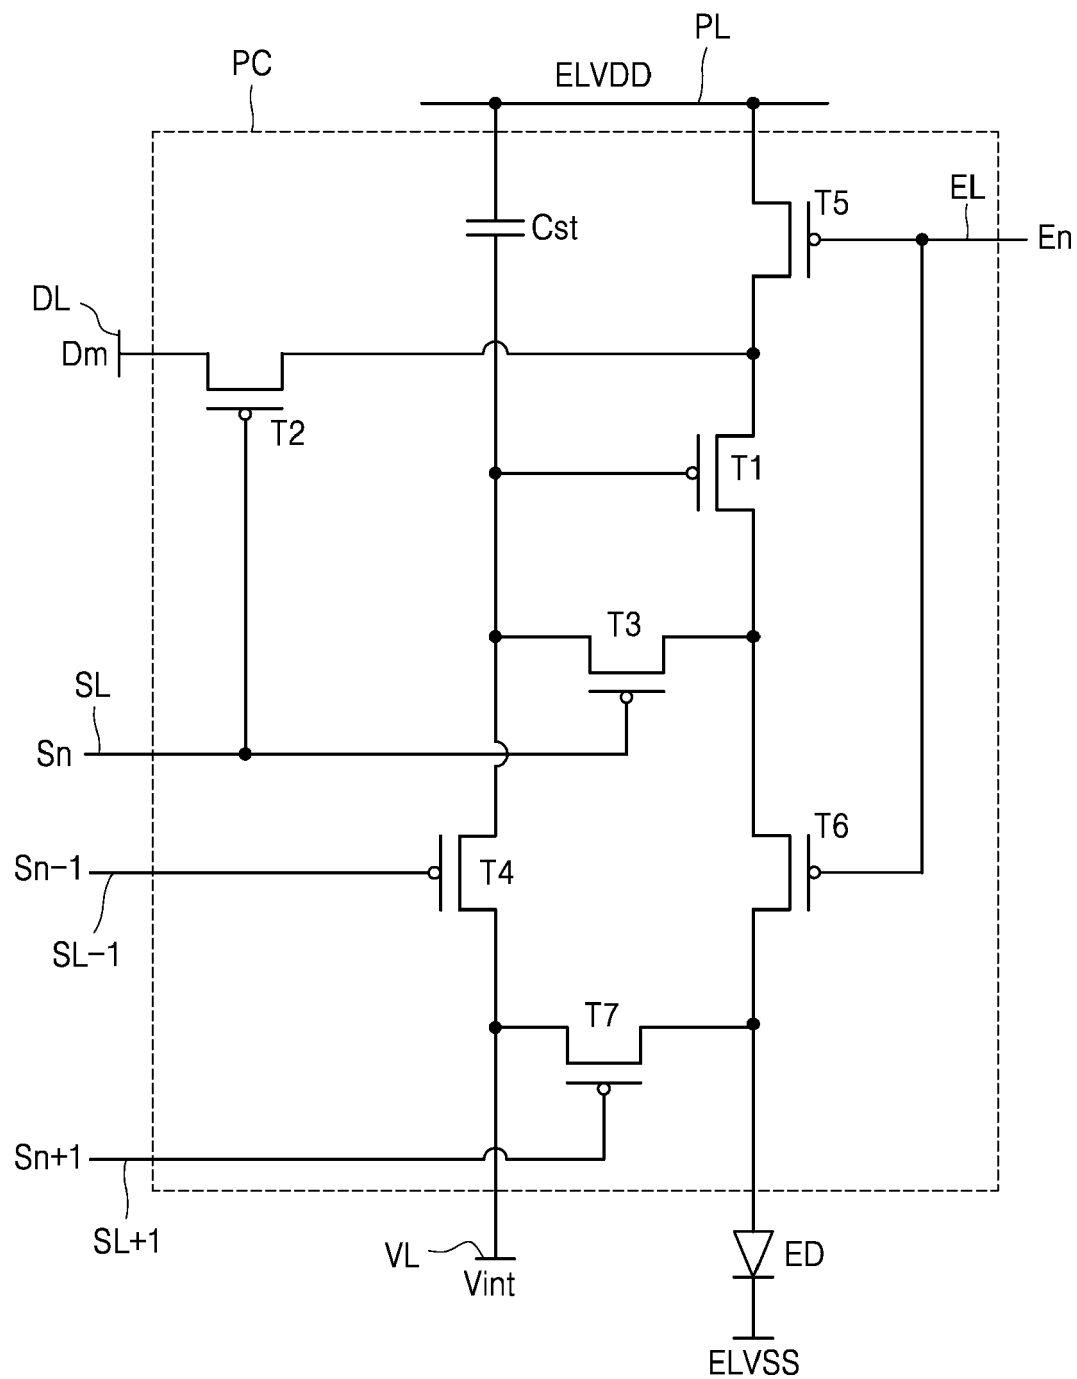 PL
PC
ELVDD
T5
EL
Cst
En
DL
Dm
T2
T1
T3
SL
Sn
T6
Sn-1
T4
SL-1
T7
Sn+1
SL+1
VL
ED
Vint
ELVSS